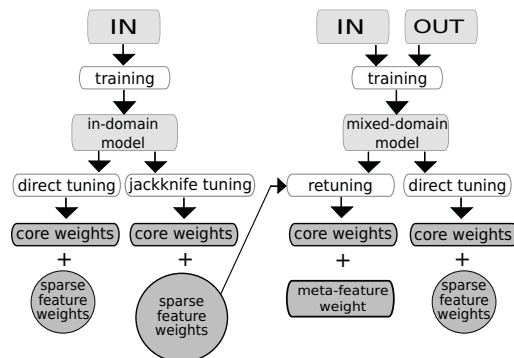 IN
IN OUT
training
training
in-domain
model
mixed-domain
model
direct tuning jackknife tuning
retuning direct tuning
core weights core weights
core weights core weights
+ +
+ +
sparse
feature
weights
sparse
feature
weights
meta-feature
weight
sparse
feature
weights